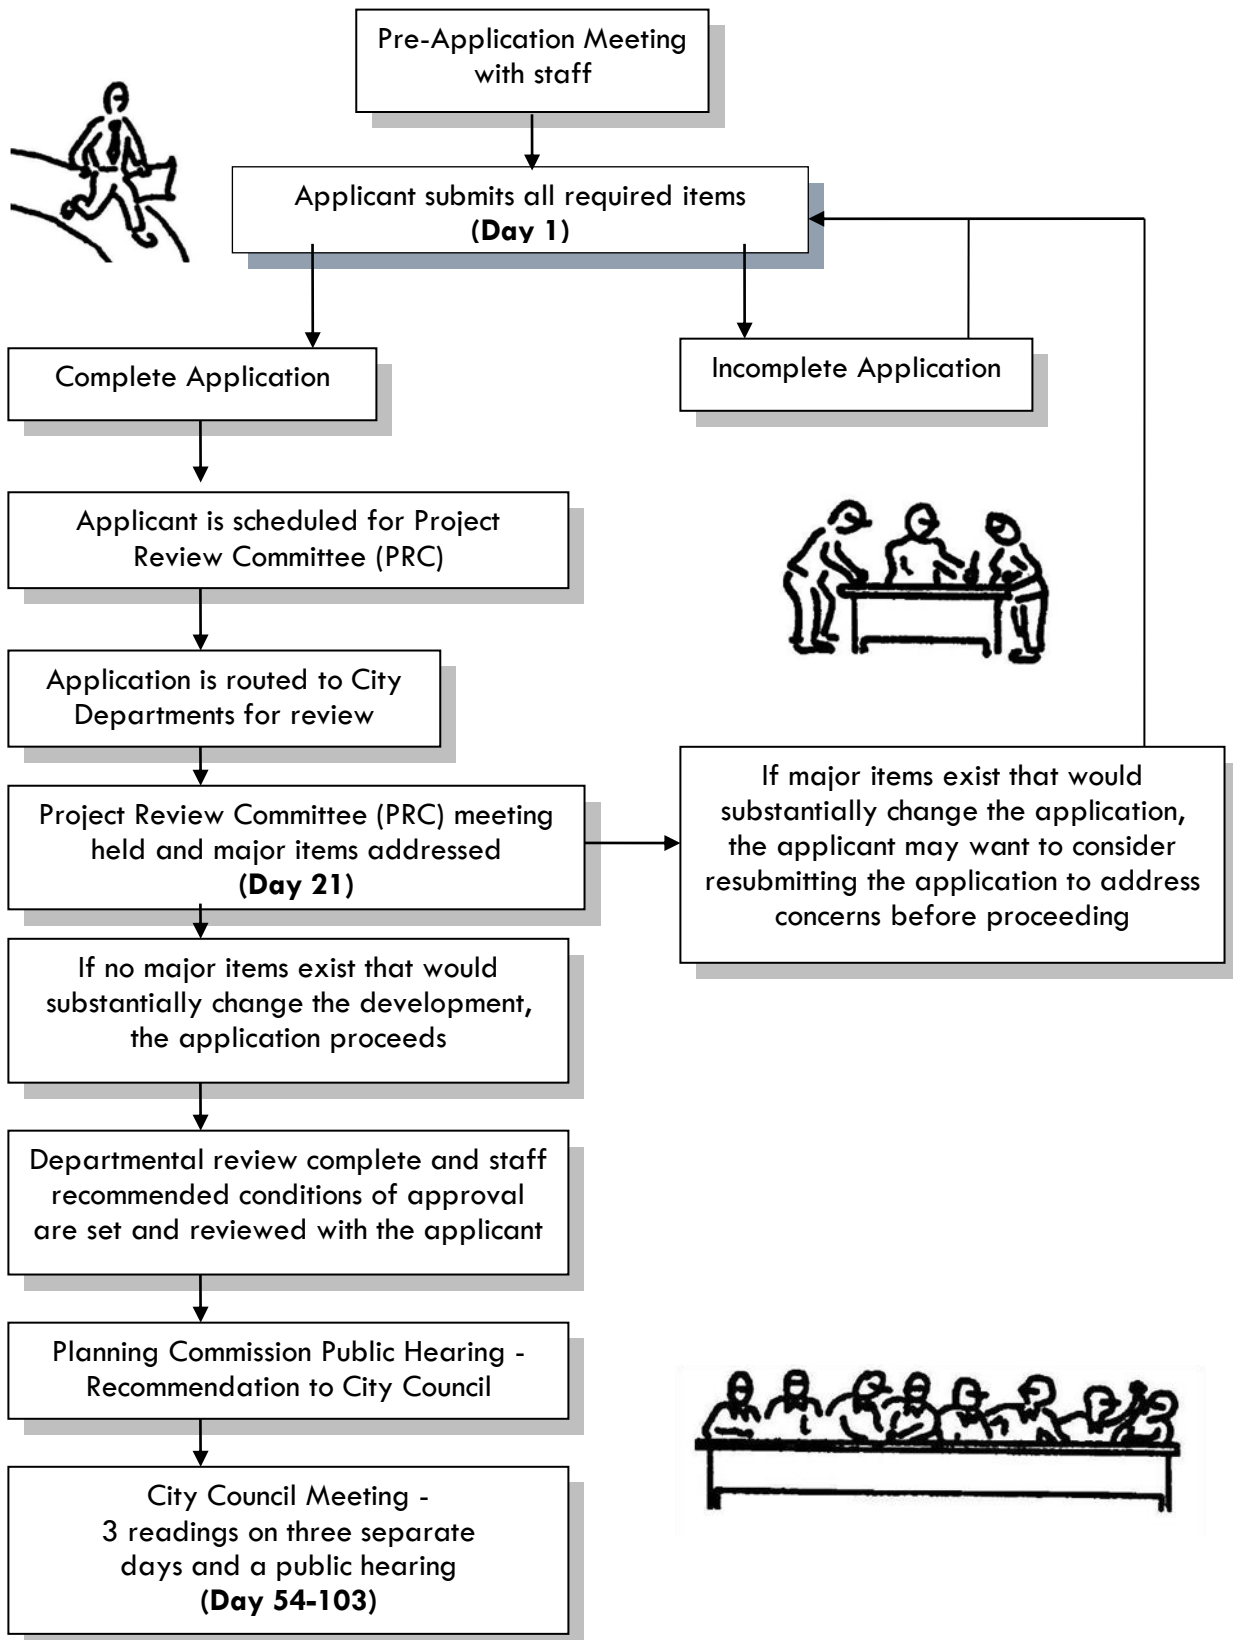 Pre-Application Meeting
with staff
Applicant submits all required items
(Day 1)
Complete Application
Incomplete Application
Applicant is scheduled for Project
Review Committee (PRC)
Application is routed to City
Departments for review
Project Review Committee (PRC) meeting
held and major items addressed
(Day 21)
If major items exist that would
substantially change the application,
the applicant may want to consider
resubmitting the application to address
concerns before proceeding
If no major items exist that would
substantially change the development,
the application proceeds
Departmental review complete and staff
recommended conditions of approval
are set and reviewed with the applicant
Planning Commission Public Hearing -
Recommendation to City Council
City Council Meeting -
3 readings on three separate
days and a public hearing
(Day 54-103)